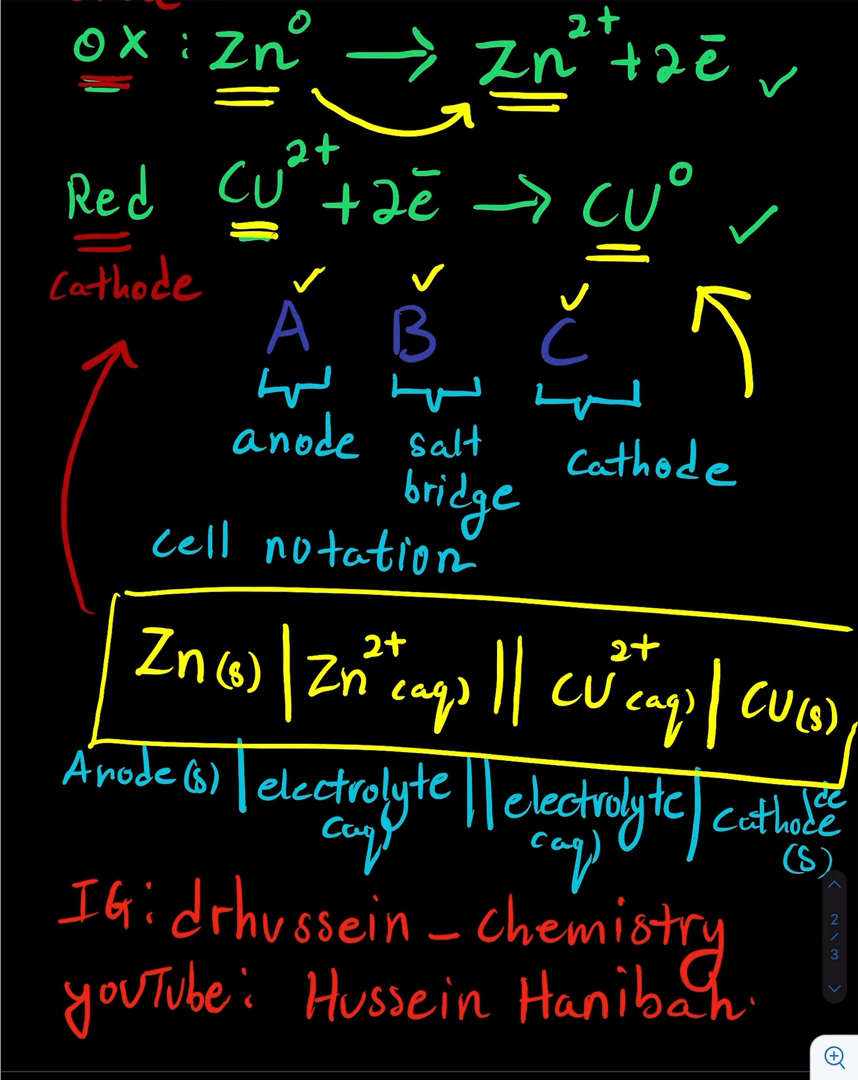 OX : Zn⁰ → Zn²⁺ + 2ē ✓
Red CU²⁺ + 2ē → CU⁰ ✓
Cathode
A B C
anode salt bridge Cathode
cell notation
Zn(s) | Zn²⁺(aq) || CU²⁺(aq) | CU(s)
Anode(s) | electrolyte (aq) || electrolyte (aq) | Cathode (s)
IG: drhussein_Chemistry
youTube: Hussein Hanibah.
2
/
3